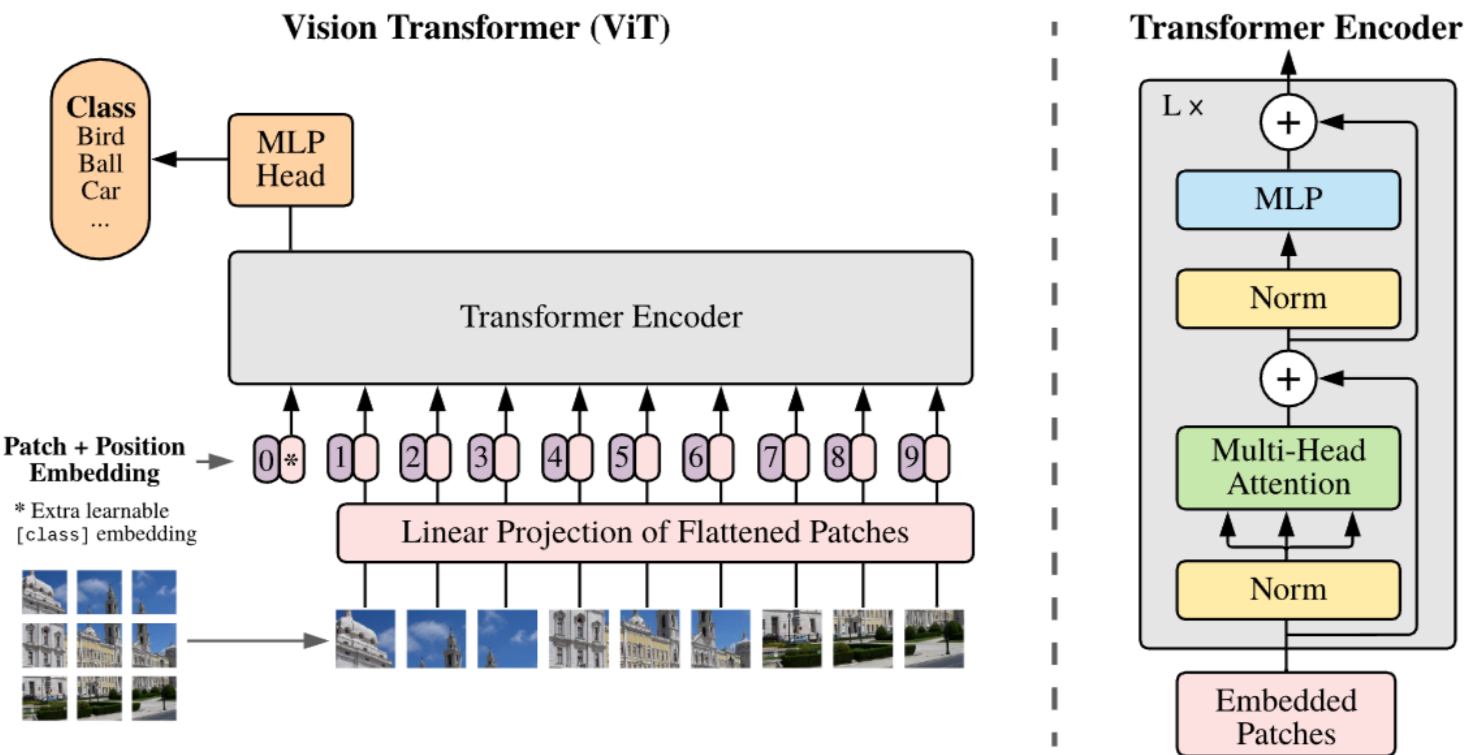 Vision Transformer (ViT)
Class
Bird
Ball
Car
...
MLP
Head
Transformer Encoder
Patch + Position
Embedding
0 * 1 2 3 4 5 6 7 8 9
* Extra learnable
[class] embedding
Linear Projection of Flattened Patches
Transformer Encoder
L ×
+
MLP
Norm
+
Multi-Head
Attention
Norm
Embedded
Patches